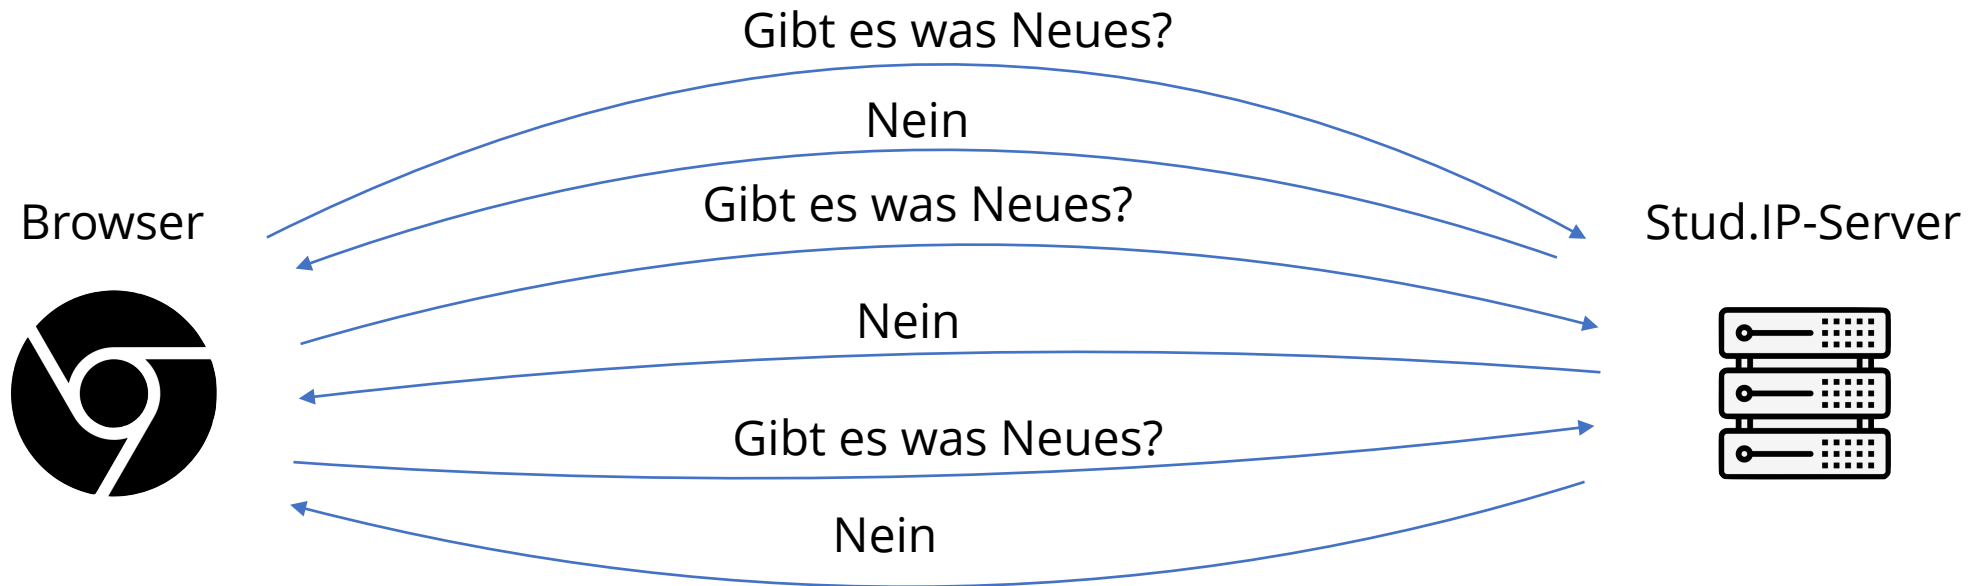 Gibt es was Neues?
Nein
Gibt es was Neues?
Browser
Stud.IP-Server
Nein
Gibt es was Neues?
Nein